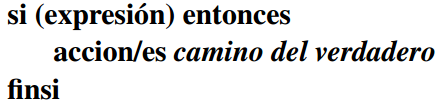 si (expresión) entonces
accion/es camino del verdadero
finsi